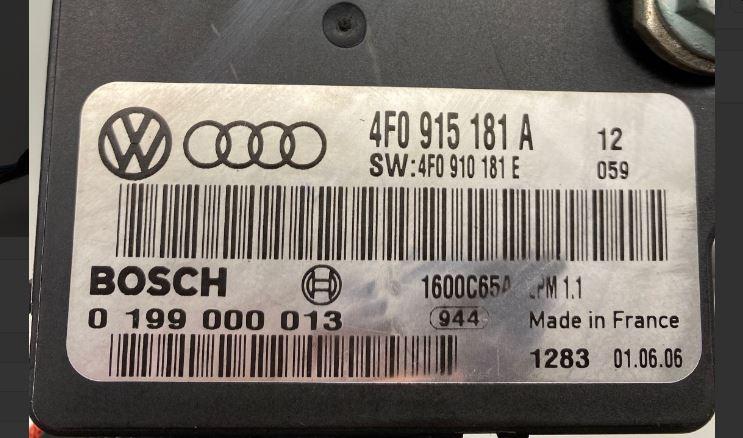 4F0 915 181 A 12
SW:4F0 910 181 E 059
BOSCH 1600C65A PM 1.1
0 199 000 013 944 Made in France
1283 01.06.06